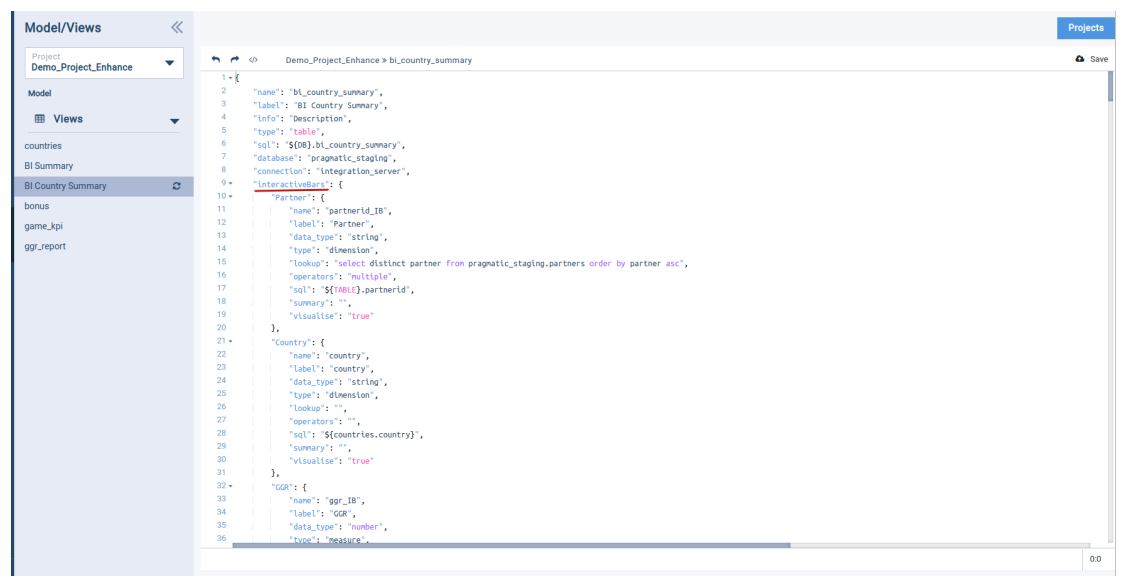 Model/Views
Projects
Project
Demo_Project_Enhance
Model
Views
countries
BI Summary
BI Country Summary
bonus
game_kpi
ggr_report
</> Demo_Project_Enhance » bi_country_summary
Save
1 {
2 "name": "bi_country_summary",
3 "label": "BI Country Summary",
4 "info": "Description",
5 "type": "table",
6 "sql": "${DB}.bi_country_summary",
7 "database": "pragmatic_staging",
8 "connection": "integration_server",
9 "interactiveBars": {
10 "Partner": {
11 "name": "partnerid_IB",
12 "label": "Partner",
13 "data_type": "string",
14 "type": "dimension",
15 "lookup": "select distinct partner from pragmatic_staging.partners order by partner asc",
16 "operators": "multiple",
17 "sql": "${TABLE}.partnerid",
18 "summary": "",
19 "visualise": "true"
20 },
21 "Country": {
22 "name": "country",
23 "label": "country",
24 "data_type": "string",
25 "type": "dimension",
26 "lookup": "",
27 "operators": "",
28 "sql": "${countries.country}",
29 "summary": "",
30 "visualise": "true"
31 },
32 "GGR": {
33 "name": "ggr_IB",
34 "label": "GGR",
35 "data_type": "number",
36 "type": "measure",
0:0